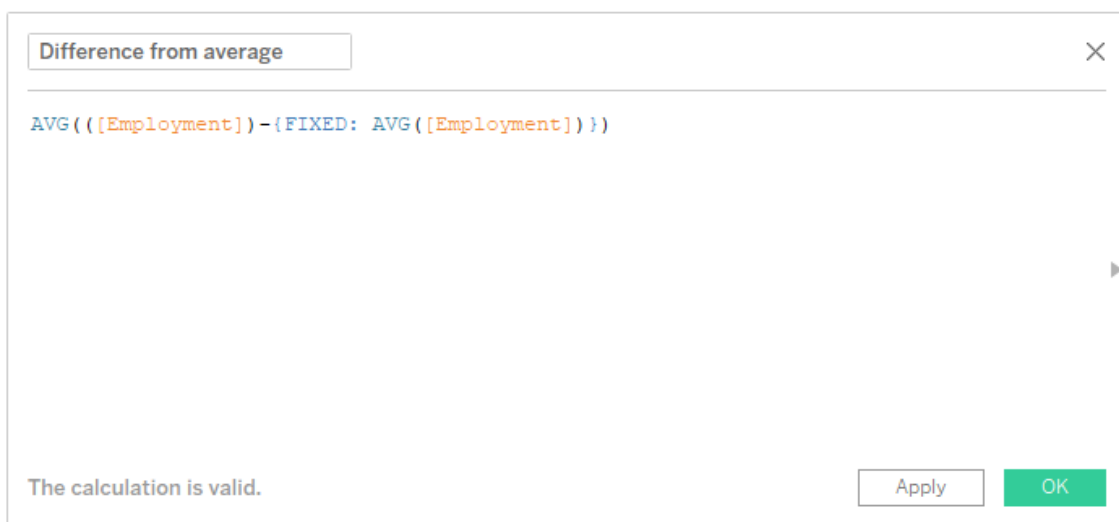 Difference from average
AVG(([Employment])-{FIXED: AVG([Employment])})
The calculation is valid.
Apply
OK